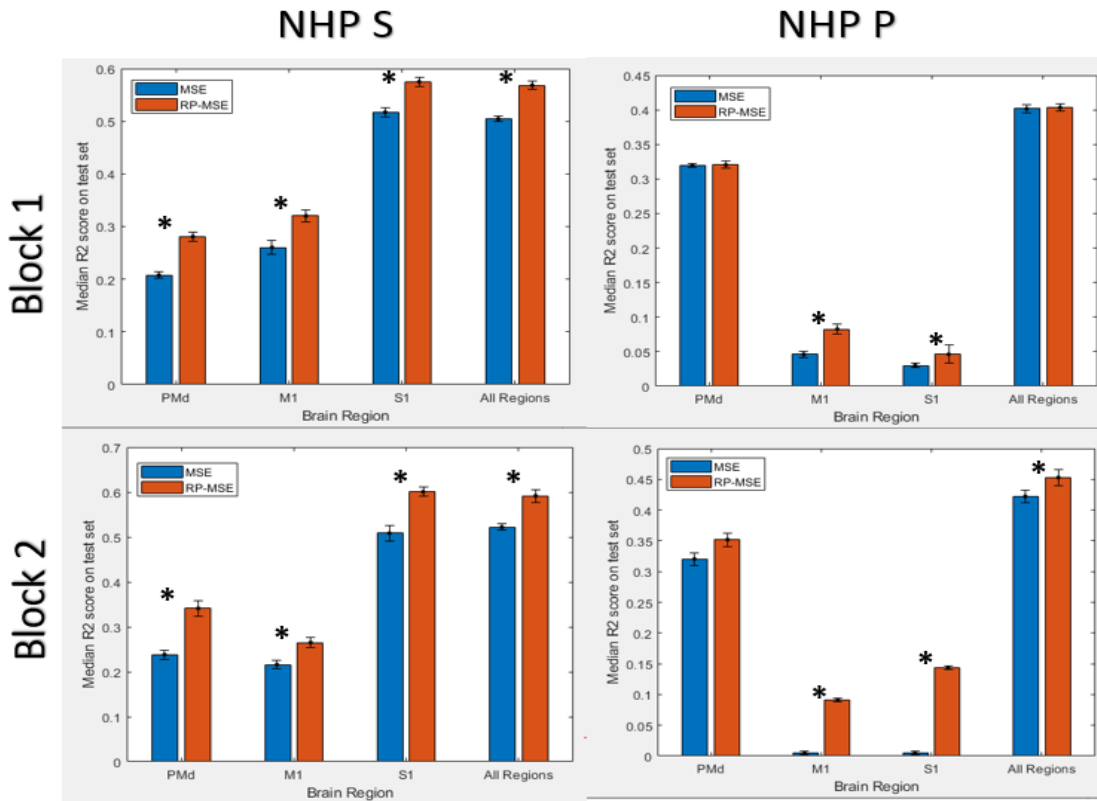 NHP S
NHP P
Block 1
Block 2
Median R2 score on test set
0.6
0.5
0.4
0.3
0.2
0.1
0
MSE
RP-MSE
*
*
*
*
PMd
M1
S1
All Regions
Brain Region
Median R2 score on test set
0.45
0.4
0.35
0.3
0.25
0.2
0.15
0.1
0.05
0
MSE
RP-MSE
*
*
PMd
M1
S1
All Regions
Brain Region
Median R2 score on test set
0.7
0.6
0.5
0.4
0.3
0.2
0.1
0
MSE
RP-MSE
*
*
*
*
PMd
M1
S1
All Regions
Brain Region
Median R2 score on test set
0.5
0.45
0.4
0.35
0.3
0.25
0.2
0.15
0.1
0.05
0
MSE
RP-MSE
*
*
*
PMd
M1
S1
All Regions
Brain Region